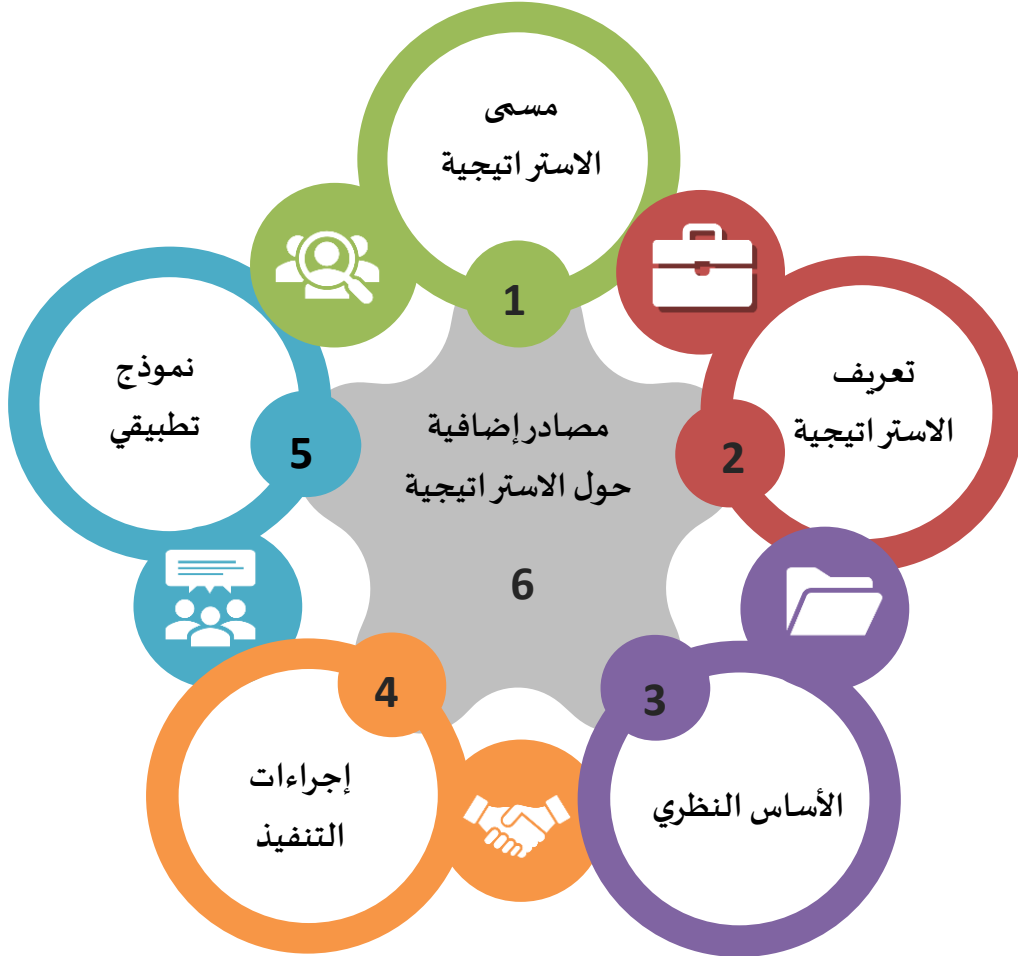 مسمى
الاستراتيجية
1
تعريف
الاستراتيجية
2
الأساس النظري
3
إجراءات
التنفيذ
4
نموذج
تطبيقي
5
مصادر إضافية
حول الاستراتيجية
6